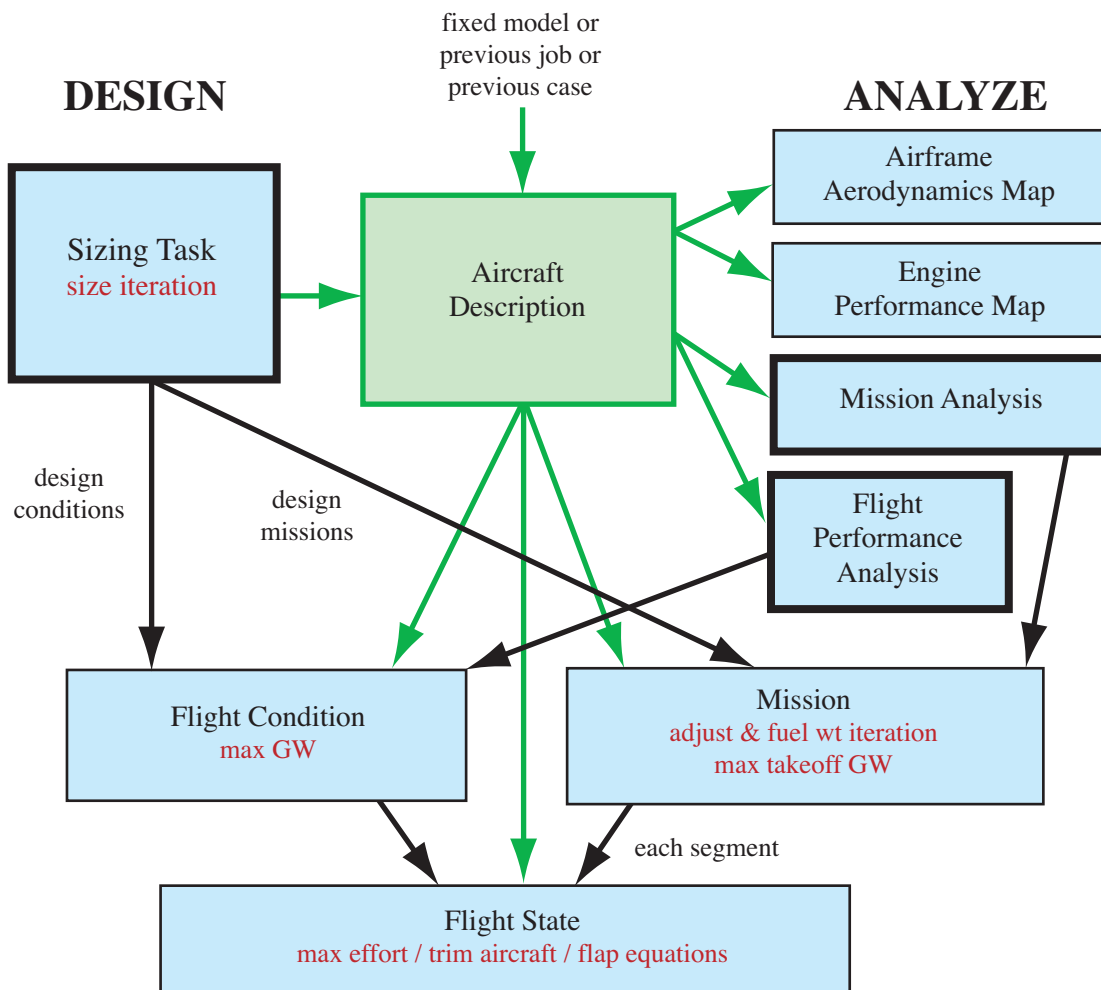 fixed model or
previous job or
previous case
DESIGN
ANALYZE
Airframe
Aerodynamics Map
Sizing Task
size iteration
Aircraft
Description
Engine
Performance Map
Mission Analysis
design
conditions
design
missions
Flight
Performance
Analysis
Flight Condition
max GW
Mission
adjust & fuel wt iteration
max takeoff GW
each segment
Flight State
max effort / trim aircraft / flap equations